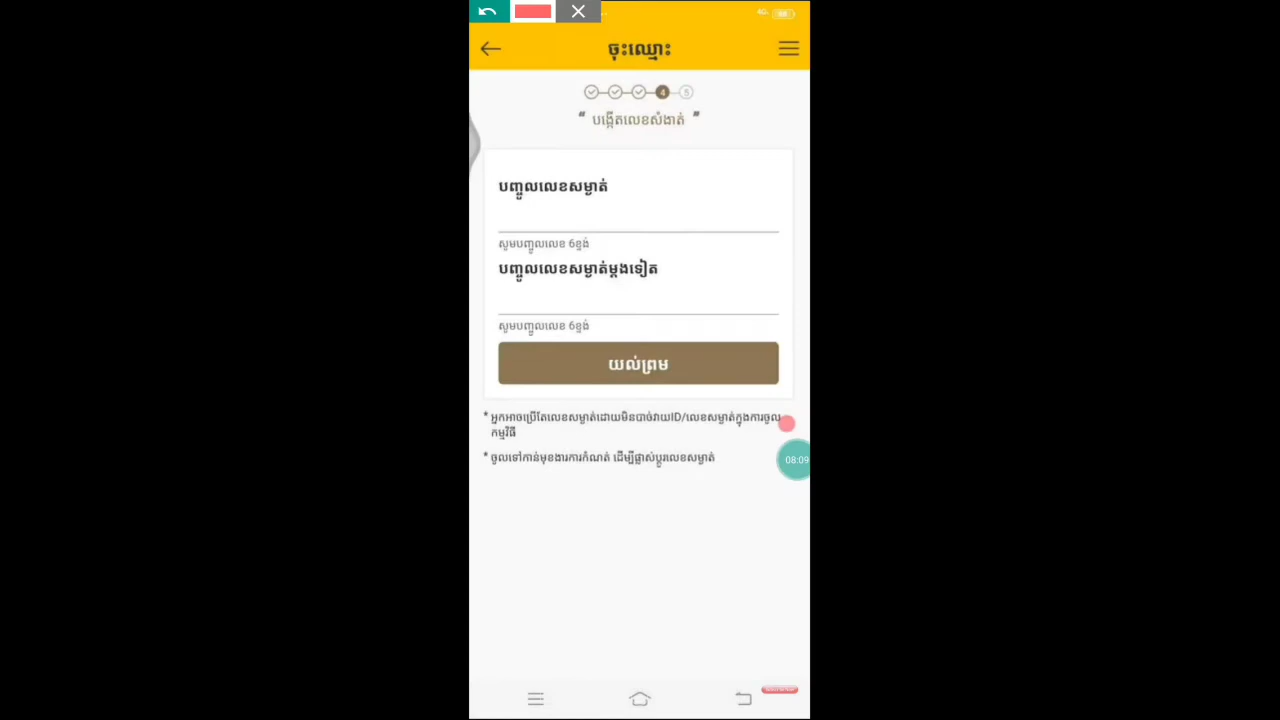 4G
ចុះឈ្មោះ
4
5
“ បង្កើតលេខសំងាត់ ”
បញ្ចូលលេខសម្ងាត់
សូមបញ្ចូលលេខ 6ខ្ទង់
បញ្ចូលលេខសម្ងាត់ម្តងទៀត
សូមបញ្ចូលលេខ 6ខ្ទង់
យល់ព្រម
* អ្នកអាចប្រើតែលេខសម្ងាត់ដោយមិនបាច់វាយID/លេខសម្ងាត់ក្នុងការចូល
កម្មវិធី
* ចូលទៅកាន់មុខងារការកំណត់ ដើម្បីផ្លាស់ប្តូរលេខសម្ងាត់
08:09